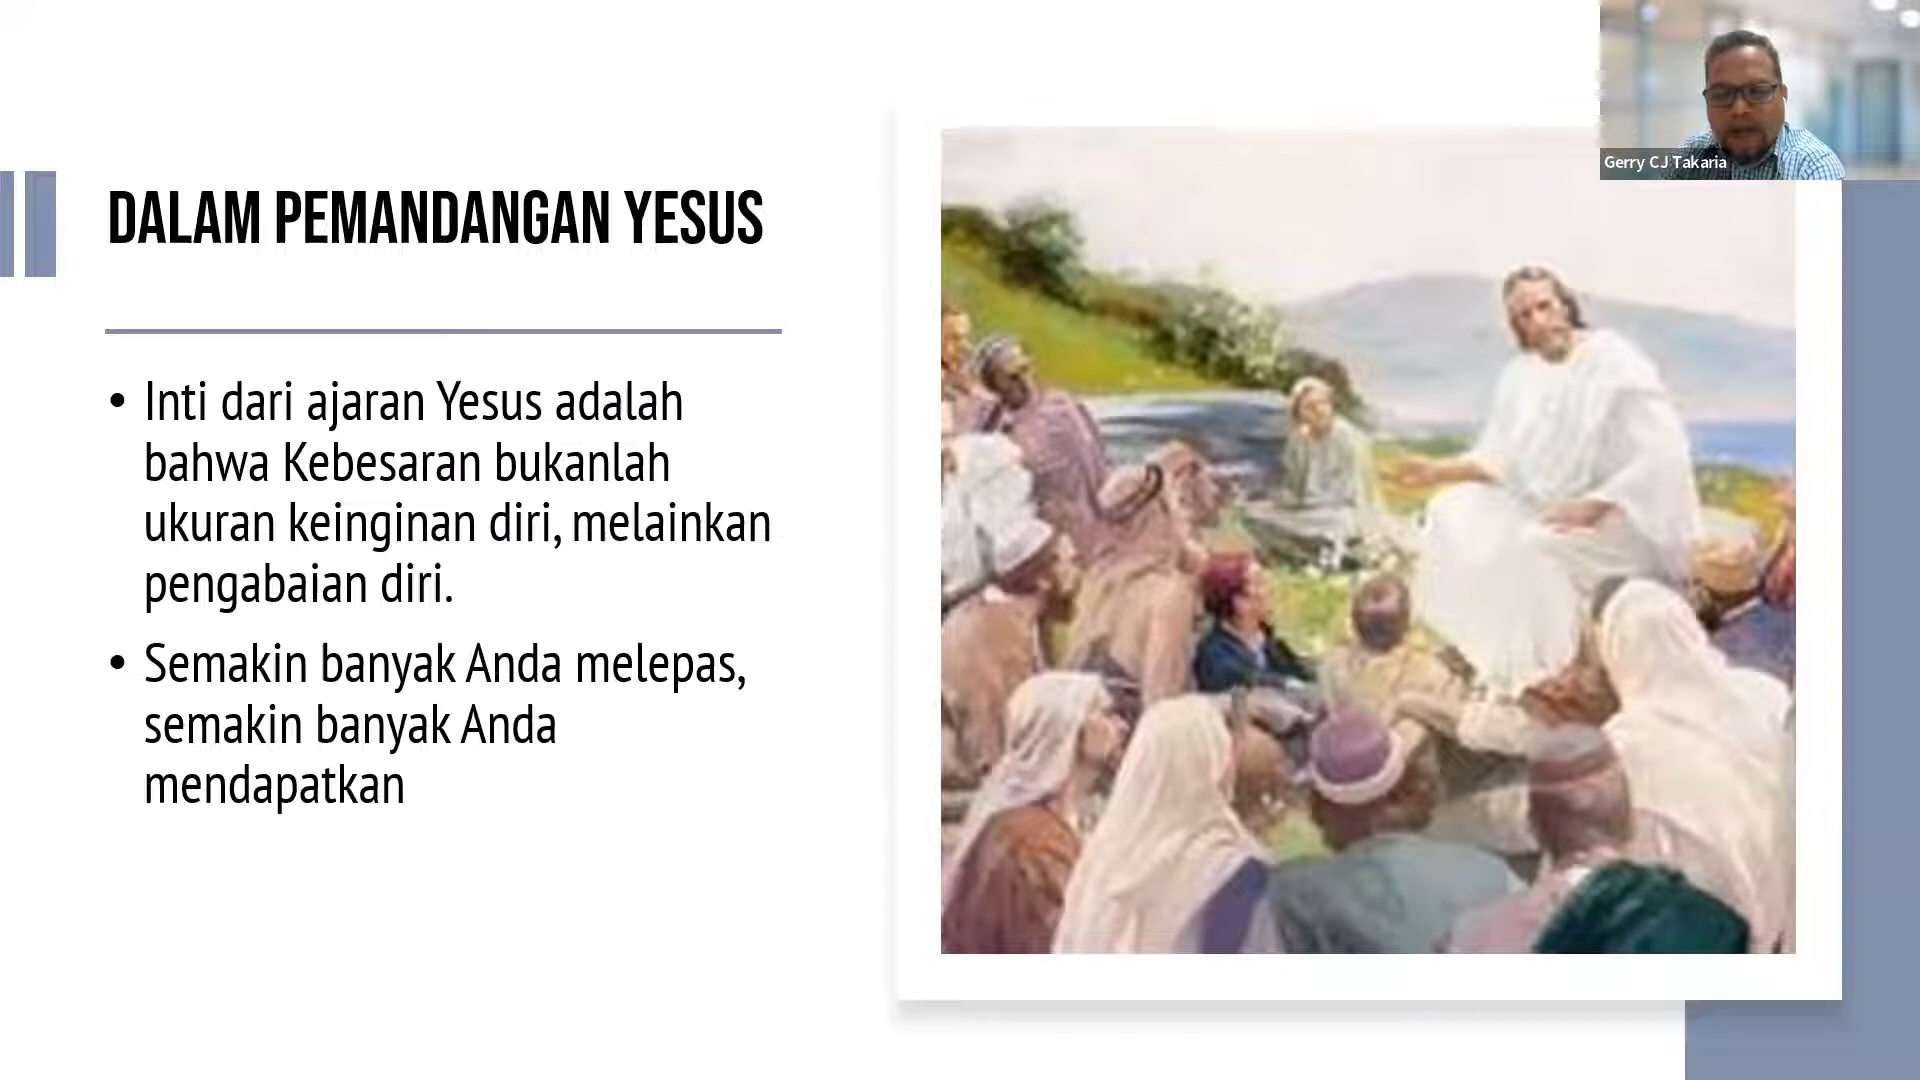 DALAM PEMANDANGAN YESUS
• Inti dari ajaran Yesus adalah
bahwa Kebesaran bukanlah
ukuran keinginan diri, melainkan
pengabaian diri.
• Semakin banyak Anda melepas,
semakin banyak Anda
mendapatkan
Gerry CJ Takaria